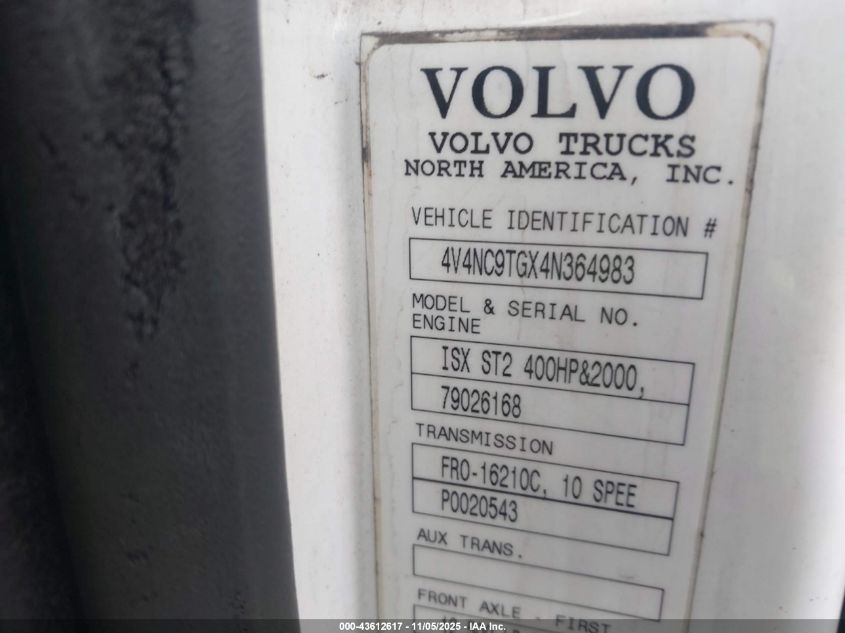 VOLVO
VOLVO TRUCKS
NORTH AMERICA, INC.
VEHICLE IDENTIFICATION #
4V4NC9TGX4N364983
MODEL & SERIAL NO.
ENGINE
ISX ST2 400HP&2000,
79026168
TRANSMISSION
FRO-16210C, 10 SPEE
P0020543
AUX TRANS.
FRONT AXLE - FIRST
000-43612617 - 11/05/2025 - IAA Inc.